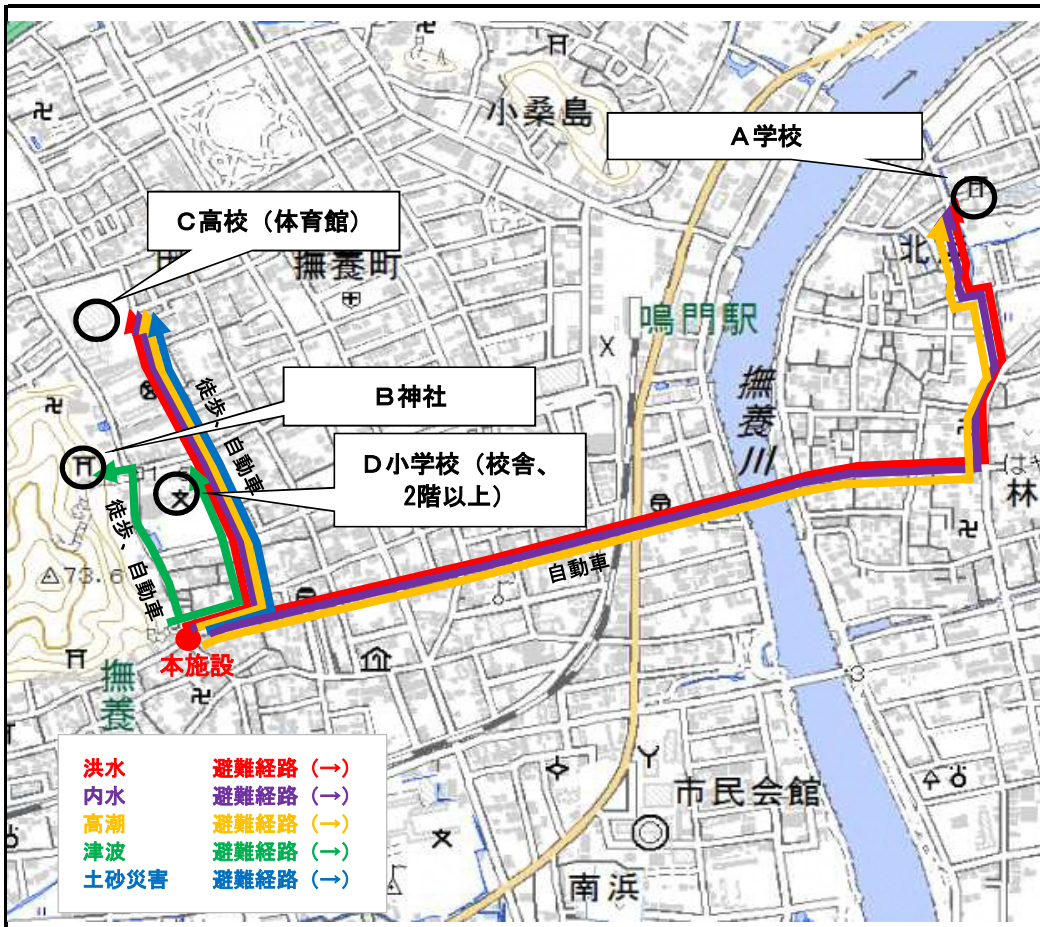 小桑島
A学校
C高校(体育館)
撫養町
鳴門駅
撫養川
B神社
D小学校(校舎、
2階以上)
徒歩、自動車
徒歩、自動車
自動車
73.6
本施設
撫養
林
市民会館
南浜
洪水 避難経路(→)
内水 避難経路(→)
高潮 避難経路(→)
津波 避難経路(→)
土砂災害 避難経路(→)